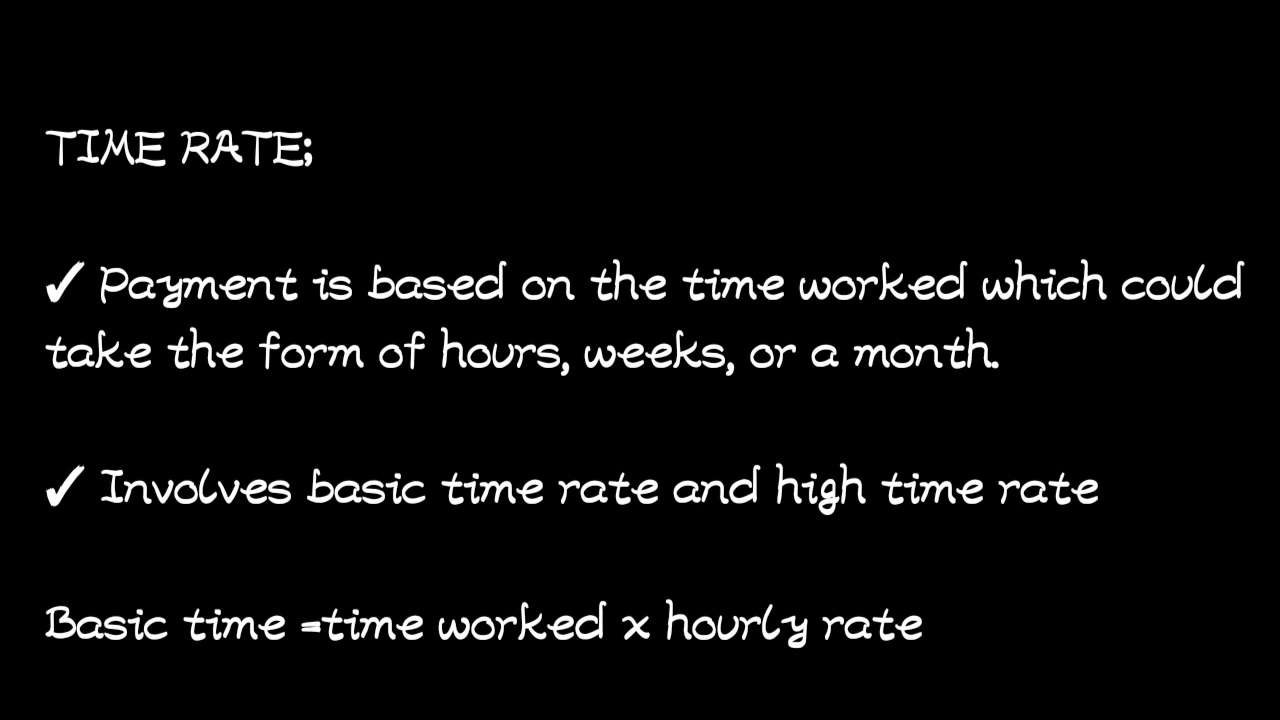 TIME RATE;
✓ Payment is based on the time worked which could
take the form of hours, weeks, or a month.
✓ Involves basic time rate and high time rate
Basic time =time worked x hourly rate